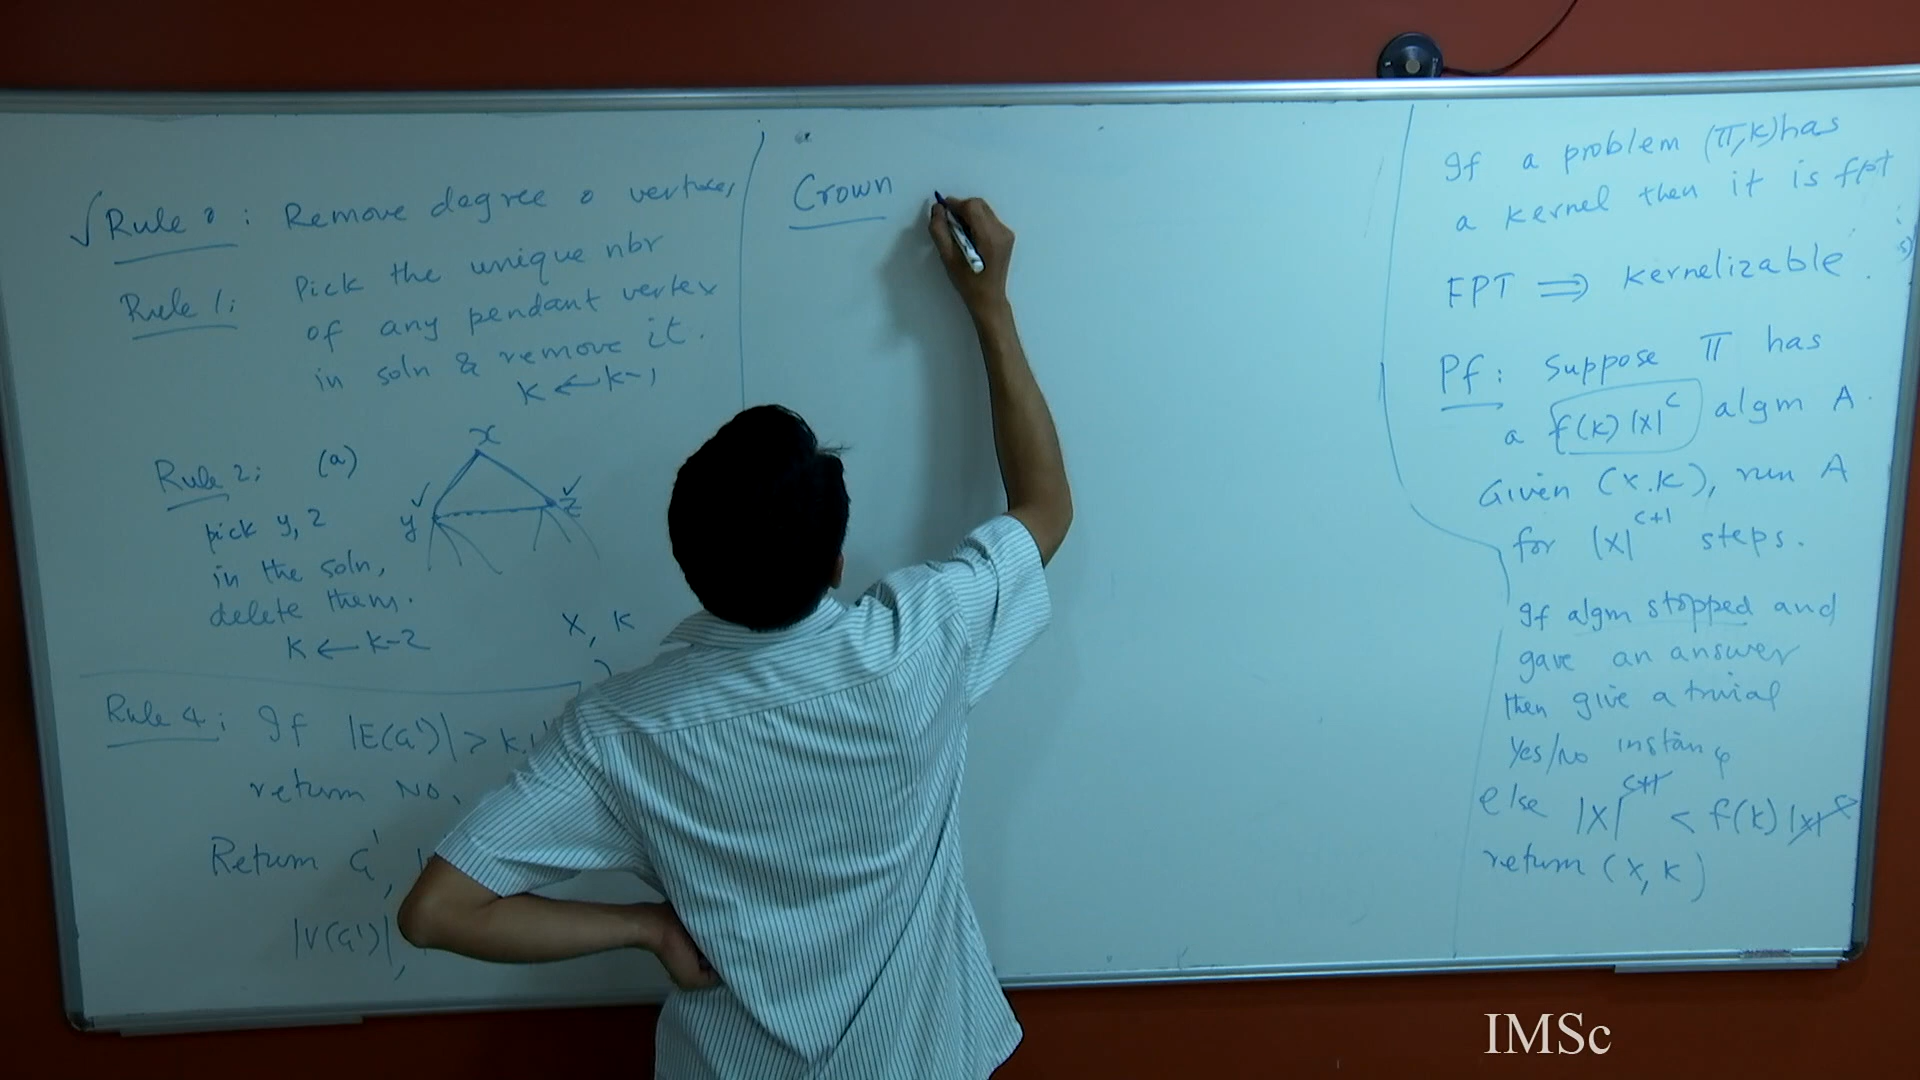 √ Rule 0: Remove degree 0 vertices
Rule 1: Pick the unique nbr
of any pendant vertex
in soln & remove it.
k ← k-1
Rule 2: (a)
x
y
z
pick y, z
in the soln,
delete them.
k ← k-2
x, k
Rule 4: If |E(G')| > k.
return No.
Return G',
|V(G')|,
Crown
If a problem (π,k) has
a kernel then it is fpt
FPT ⟹ kernelizable.
Pf: Suppose π has
a f(k)|x|^c algm A.
Given (x.k), run A
for |x|^c+1 steps.
If algm stopped and
gave an answer
then give a trivial
Yes/No instance
else |x|^c+1 < f(k)|x|^c
return (x,k)
IMSc